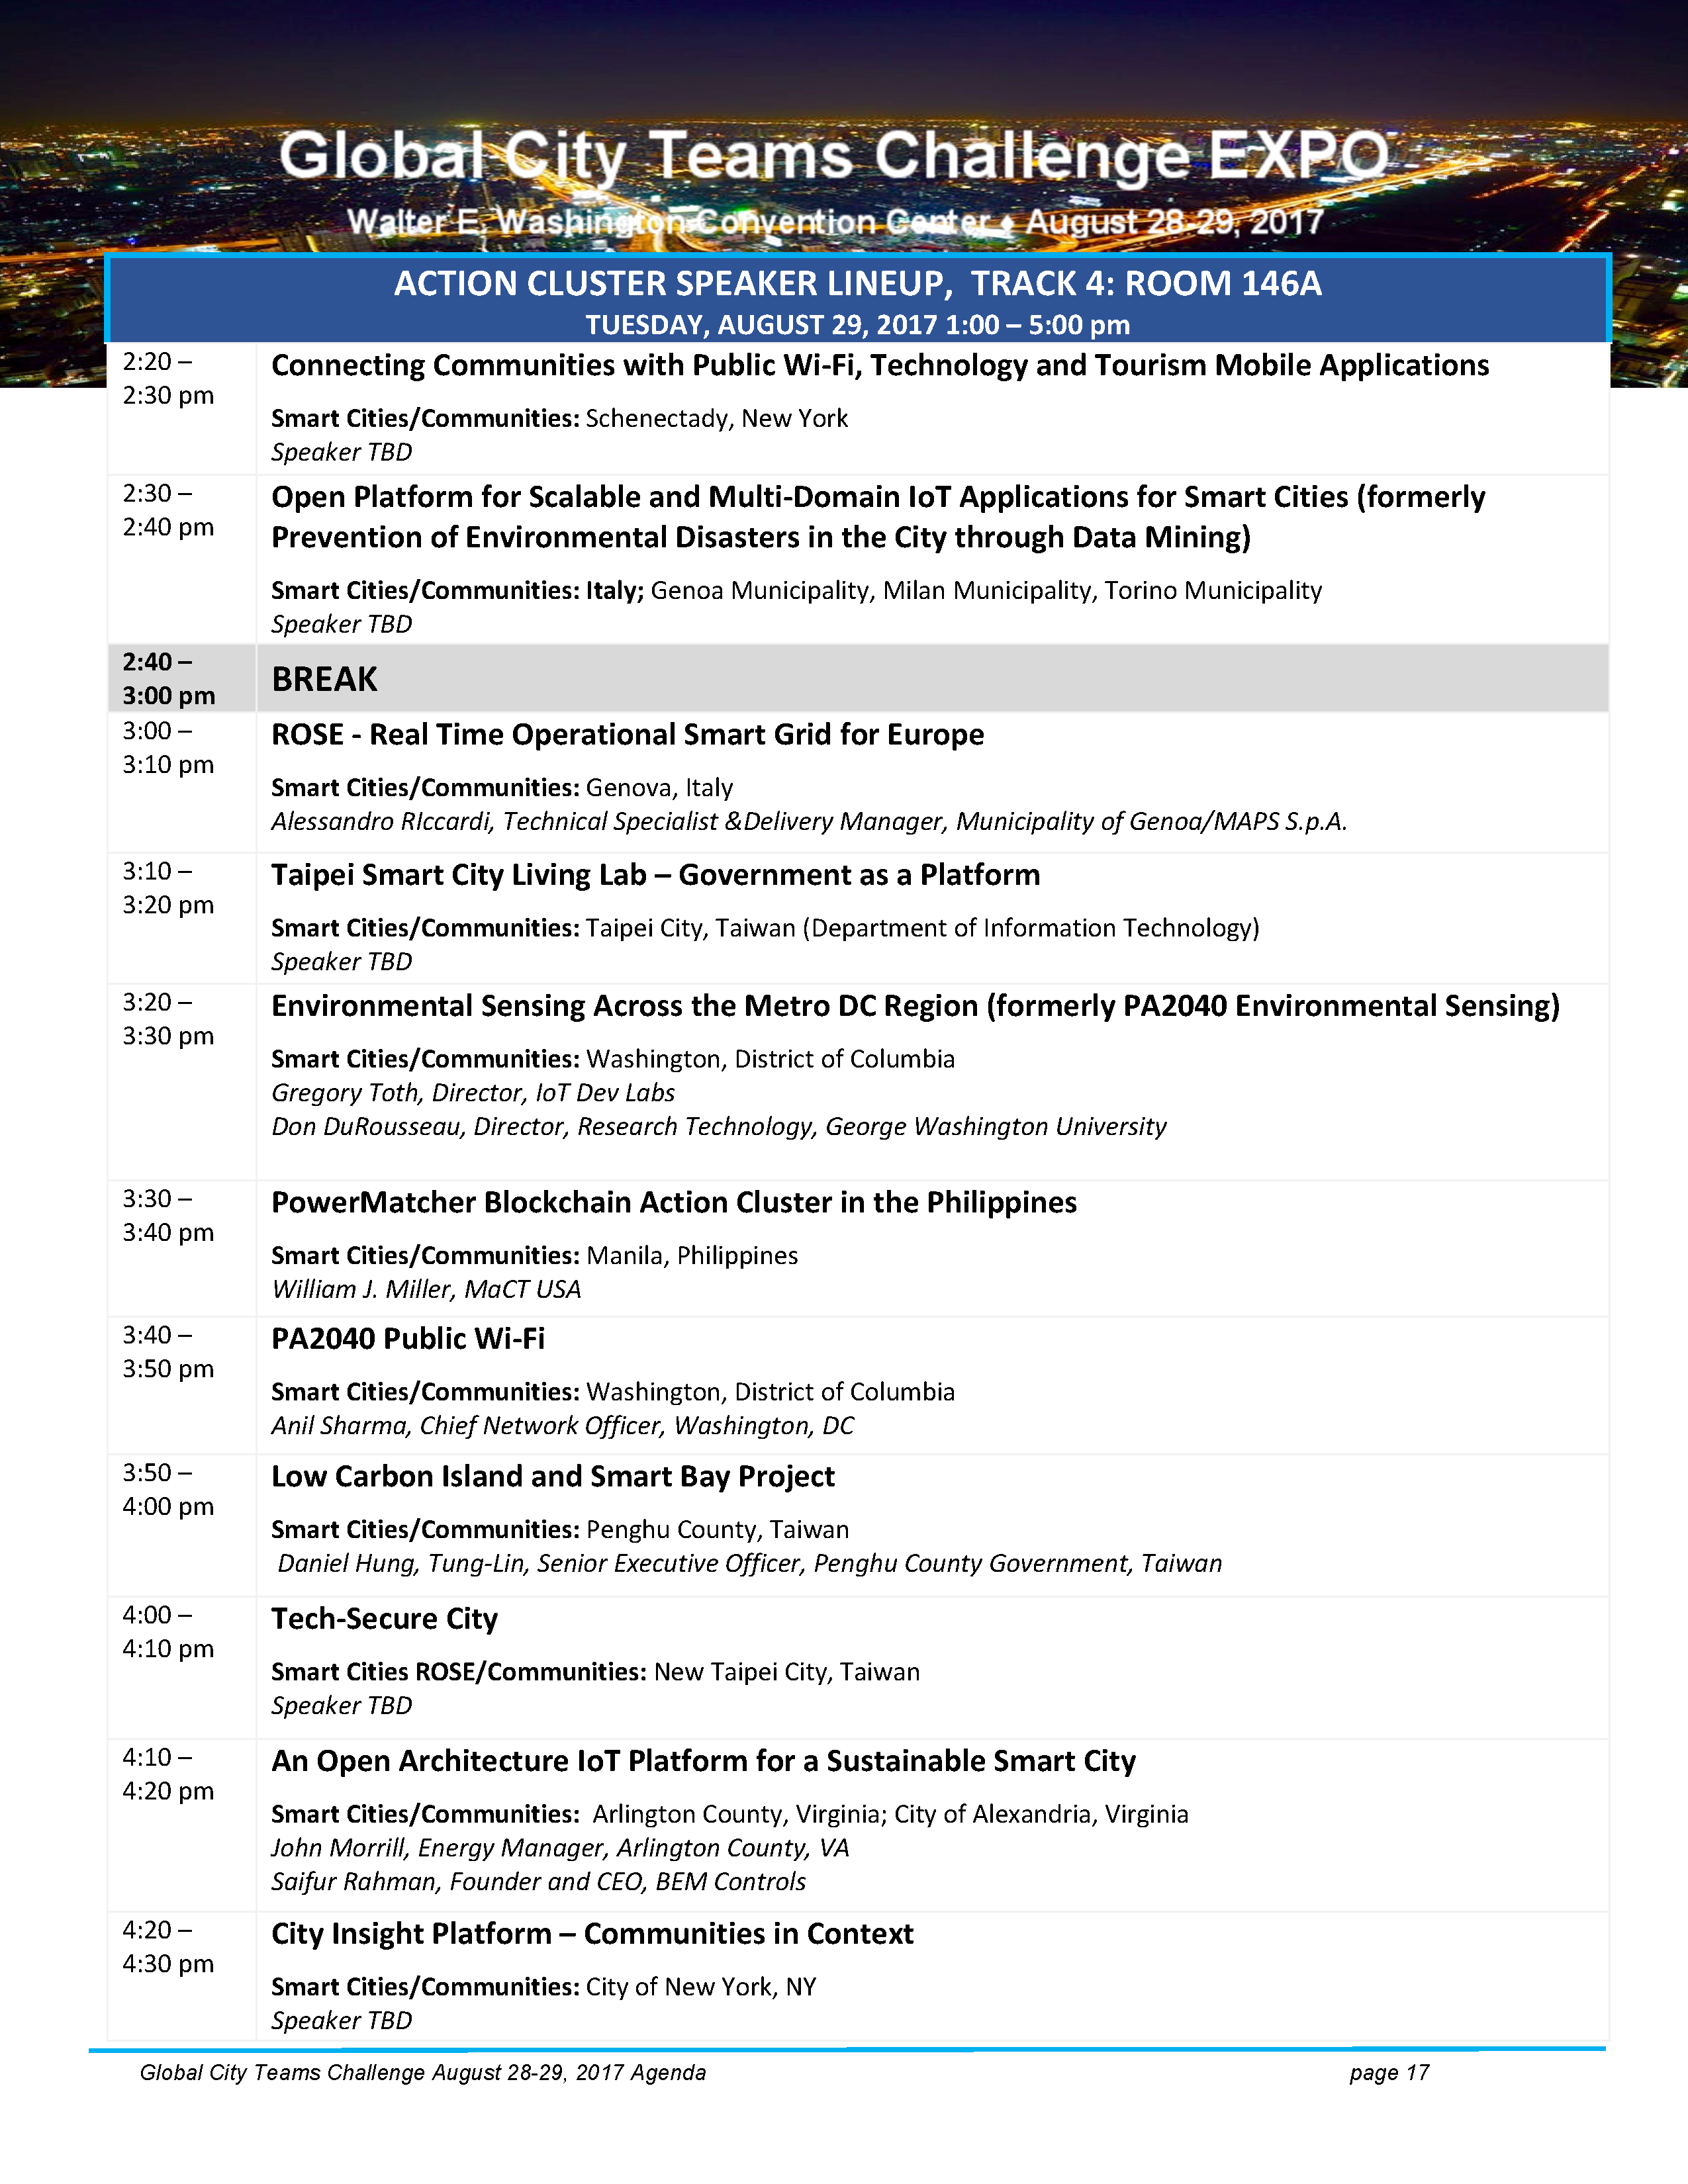 Global City Teams Challenge EXPO
Walter E. Washington Convention Center ♦ August 28-29, 2017
ACTION CLUSTER SPEAKER LINEUP,  TRACK 4: ROOM 146A
TUESDAY, AUGUST 29, 2017 1:00 – 5:00 pm
2:20 –
2:30 pm
Connecting Communities with Public Wi-Fi, Technology and Tourism Mobile Applications
Smart Cities/Communities: Schenectady, New York
Speaker TBD
2:30 –
2:40 pm
Open Platform for Scalable and Multi-Domain IoT Applications for Smart Cities (formerly
Prevention of Environmental Disasters in the City through Data Mining)
Smart Cities/Communities: Italy; Genoa Municipality, Milan Municipality, Torino Municipality
Speaker TBD
2:40 –
3:00 pm
BREAK
3:00 –
3:10 pm
ROSE - Real Time Operational Smart Grid for Europe
Smart Cities/Communities: Genova, Italy
Alessandro RIccardi, Technical Specialist &Delivery Manager, Municipality of Genoa/MAPS S.p.A.
3:10 –
3:20 pm
Taipei Smart City Living Lab – Government as a Platform
Smart Cities/Communities: Taipei City, Taiwan (Department of Information Technology)
Speaker TBD
3:20 –
3:30 pm
Environmental Sensing Across the Metro DC Region (formerly PA2040 Environmental Sensing)
Smart Cities/Communities: Washington, District of Columbia
Gregory Toth, Director, IoT Dev Labs
Don DuRousseau, Director, Research Technology, George Washington University
3:30 –
3:40 pm
PowerMatcher Blockchain Action Cluster in the Philippines
Smart Cities/Communities: Manila, Philippines
William J. Miller, MaCT USA
3:40 –
3:50 pm
PA2040 Public Wi-Fi
Smart Cities/Communities: Washington, District of Columbia
Anil Sharma, Chief Network Officer, Washington, DC
3:50 –
4:00 pm
Low Carbon Island and Smart Bay Project
Smart Cities/Communities: Penghu County, Taiwan
Daniel Hung, Tung-Lin, Senior Executive Officer, Penghu County Government, Taiwan
4:00 –
4:10 pm
Tech-Secure City
Smart Cities ROSE/Communities: New Taipei City, Taiwan
Speaker TBD
4:10 –
4:20 pm
An Open Architecture IoT Platform for a Sustainable Smart City
Smart Cities/Communities:  Arlington County, Virginia; City of Alexandria, Virginia
John Morrill, Energy Manager, Arlington County, VA
Saifur Rahman, Founder and CEO, BEM Controls
4:20 –
4:30 pm
City Insight Platform – Communities in Context
Smart Cities/Communities: City of New York, NY
Speaker TBD
Global City Teams Challenge August 28-29, 2017 Agenda page 17